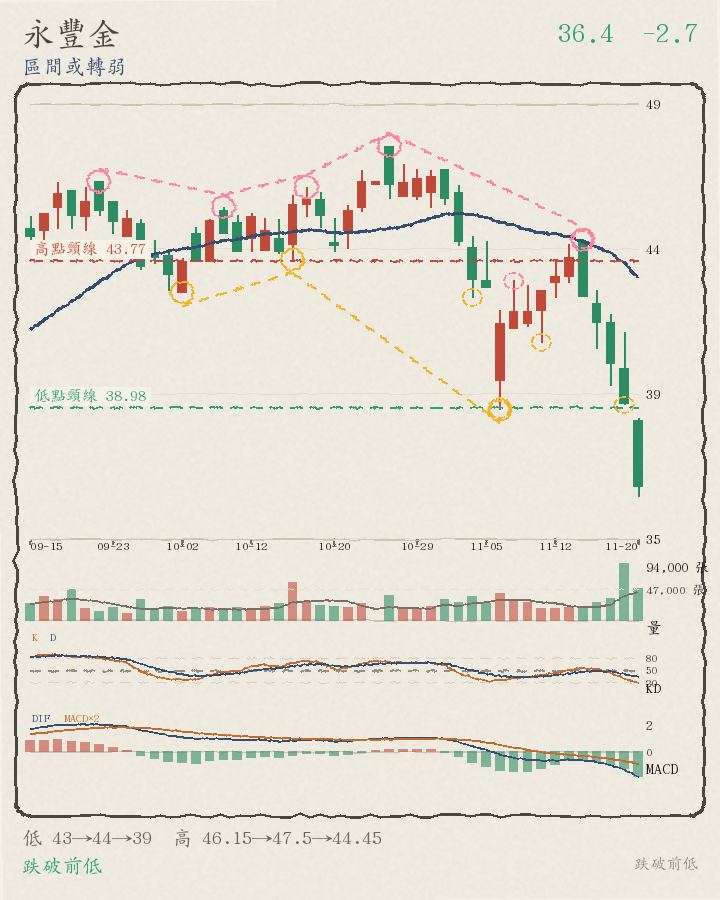 永豐金
36.4 -2.7
區間或轉弱
49
高點頸線 43.77
44
低點頸線 38.98
39
35
09-15 09-23 10-02 10-12 10-20 10-29 11-05 11-12 11-20
94,000 張
47,000 張
量
K D
80
50
20
KD
DIF MACD×2
2
0
MACD
低 43→44→39 高 46.15→47.5→44.45
跌破前低
跌破前低